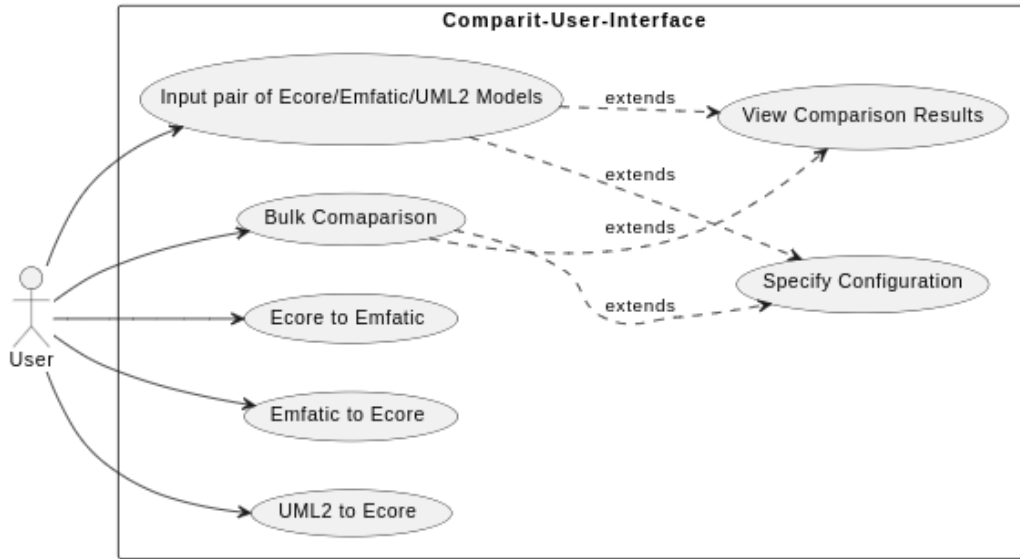 Comparit-User-Interface
Input pair of Ecore/Emfatic/UML2 Models
extends
View Comparison Results
extends
Bulk Comaparison
extends
Specify Configuration
extends
Ecore to Emfatic
User
Emfatic to Ecore
UML2 to Ecore